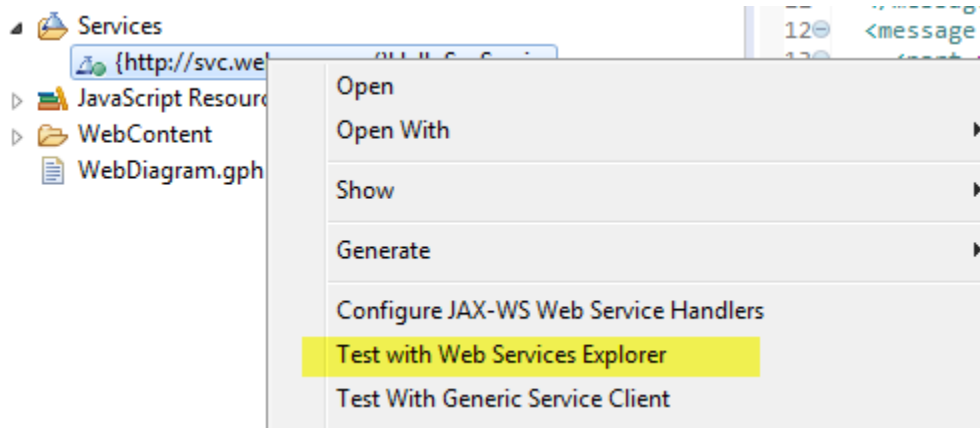 Services
12 <message
{http://svc.we
Open
JavaScript Resour
Open With
WebContent
WebDiagram.gph
Show
Generate
Configure JAX-WS Web Service Handlers
Test with Web Services Explorer
Test With Generic Service Client